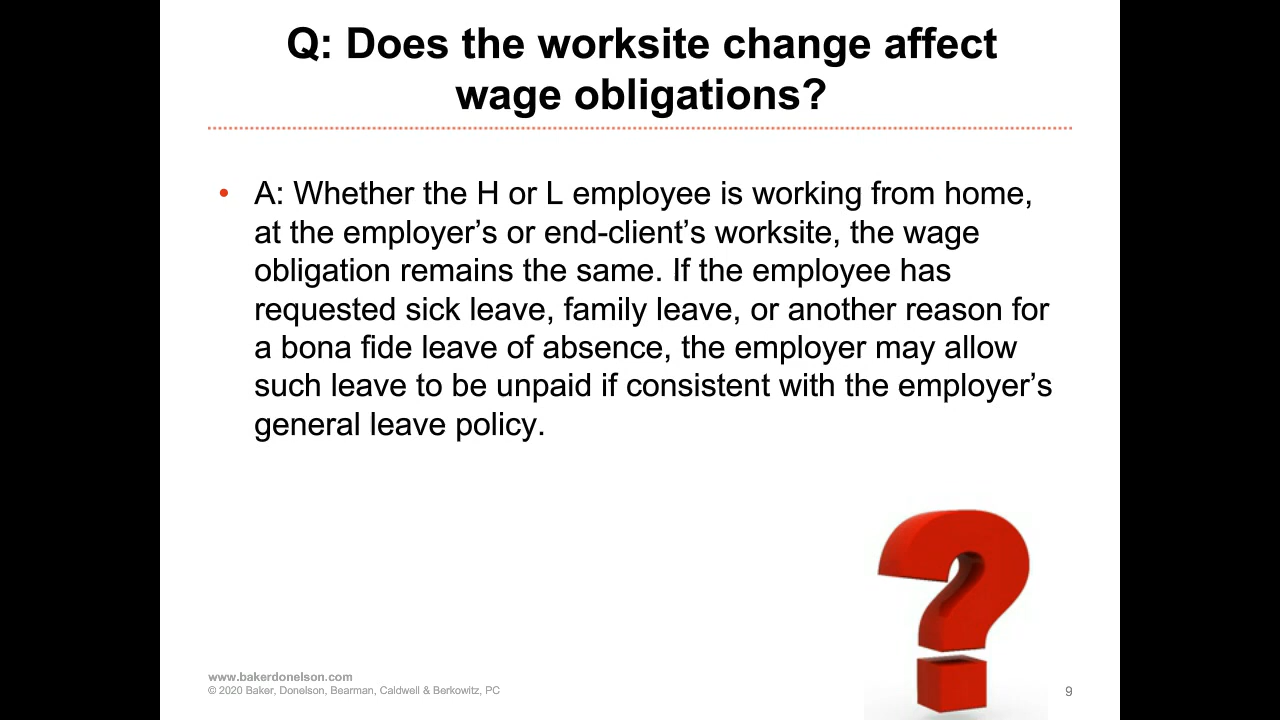 Q: Does the worksite change affect
wage obligations?
• A: Whether the H or L employee is working from home,
at the employer’s or end-client’s worksite, the wage
obligation remains the same. If the employee has
requested sick leave, family leave, or another reason for
a bona fide leave of absence, the employer may allow
such leave to be unpaid if consistent with the employer’s
general leave policy.
www.bakerdonelson.com
© 2020 Baker, Donelson, Bearman, Caldwell & Berkowitz, PC
9